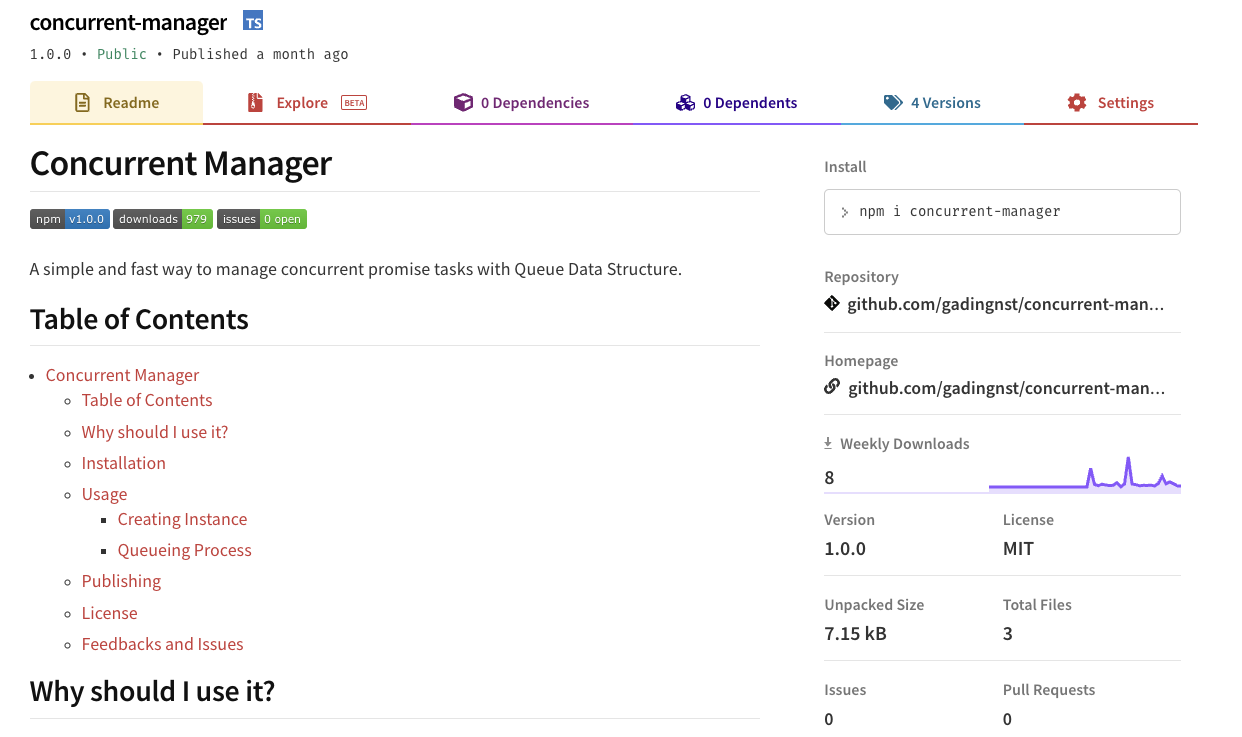 concurrent-manager TS
1.0.0 • Public • Published a month ago
Readme
Explore BETA
0 Dependencies
0 Dependents
4 Versions
Settings
Concurrent Manager
npm v1.0.0 downloads 979 issues 0 open
A simple and fast way to manage concurrent promise tasks with Queue Data Structure.
Table of Contents
Concurrent Manager
Table of Contents
Why should I use it?
Installation
Usage
Creating Instance
Queueing Process
Publishing
License
Feedbacks and Issues
Why should I use it?
Install
> npm i concurrent-manager
Repository
github.com/gadingnst/concurrent-man...
Homepage
github.com/gadingnst/concurrent-man...
Weekly Downloads
8
Version License
1.0.0 MIT
Unpacked Size Total Files
7.15 kB 3
Issues Pull Requests
0 0